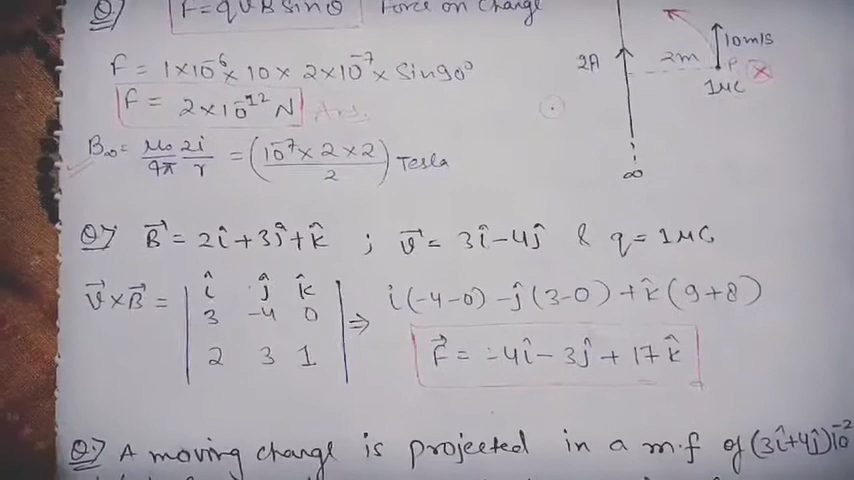 Q7 F = qvB sinθ Force on Charge
F = 1×10⁻⁶ × 10 × 2×10⁻⁷ × Sin90°
F = 2×10⁻¹² N Ans.
B∞ = μ₀/4π 2i/r = (10⁻⁷×2×2/2) Tesla
2A
2m
10m/s
P
1μC
∞
Q7 B⃗ = 2î+3ĵ+k̂ ; v⃗ = 3î-4ĵ & q = 1μC
v⃗×B⃗ = | î ĵ k̂ | ⇒ i(-4-0) -ĵ(3-0) +k̂(9+8)
3 -4 0
2 3 1
F⃗ = -4î-3ĵ+17k̂
Q.7 A moving charge is projected in a m.f of (3î+4ĵ)10⁻²